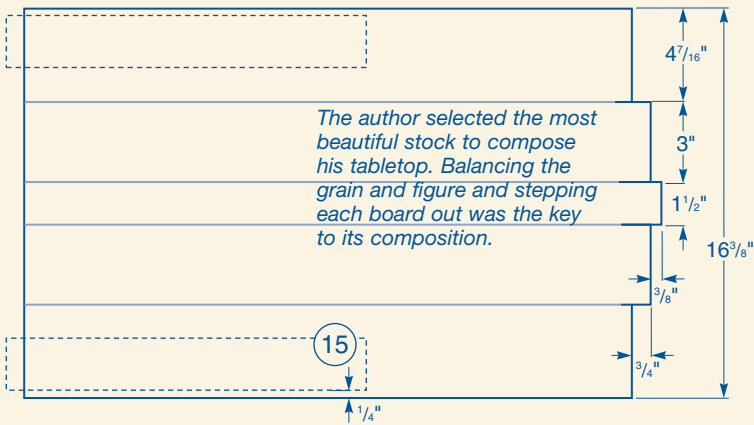 4 7/16"
The author selected the most
beautiful stock to compose
his tabletop. Balancing the
grain and figure and stepping
each board out was the key
to its composition.
3"
1 1/2"
16 3/8"
3/8"
15
3/4"
1/4"